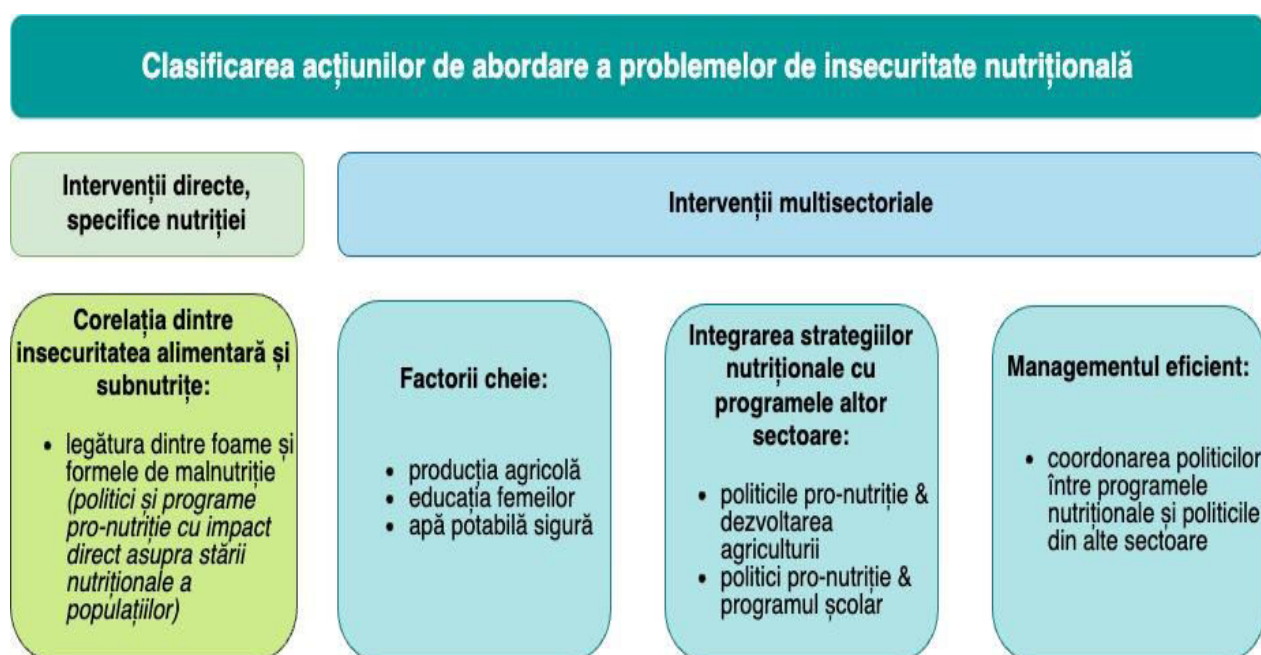 Clasificarea acțiunilor de abordare a problemelor de insecuritate nutrițională
Intervenții directe,
specifice nutriției
Intervenții multisectoriale
Corelația dintre
insecuritatea alimentară și
subnutrițe:
• legătura dintre foame și
formele de malnutriție
(politici și programe
pro-nutriție cu impact
direct asupra stării
nutriționale a
populațiilor)
Factorii cheie:
• producția agricolă
• educația femeilor
• apă potabilă sigură
Integrarea strategiilor
nutriționale cu
programele altor
sectoare:
• politicile pro-nutriție &
dezvoltarea
agriculturii
• politici pro-nutriție &
programul școlar
Managementul eficient:
• coordonarea politicilor
între programele
nutriționale și politicile
din alte sectoare